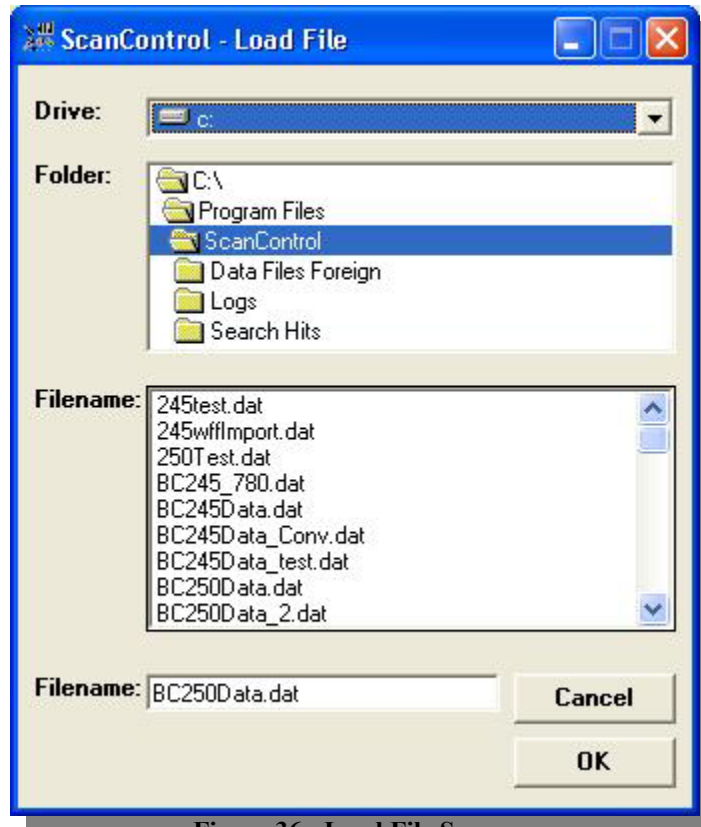 ScanControl - Load File
Drive: c:
Folder: C:\
Program Files
ScanControl
Data Files Foreign
Logs
Search Hits
Filename: 245test.dat
245wffImport.dat
250Test.dat
BC245_780.dat
BC245Data.dat
BC245Data_Conv.dat
BC245Data_test.dat
BC250Data.dat
BC250Data_2.dat
Filename: BC250Data.dat
Cancel
OK
Load File